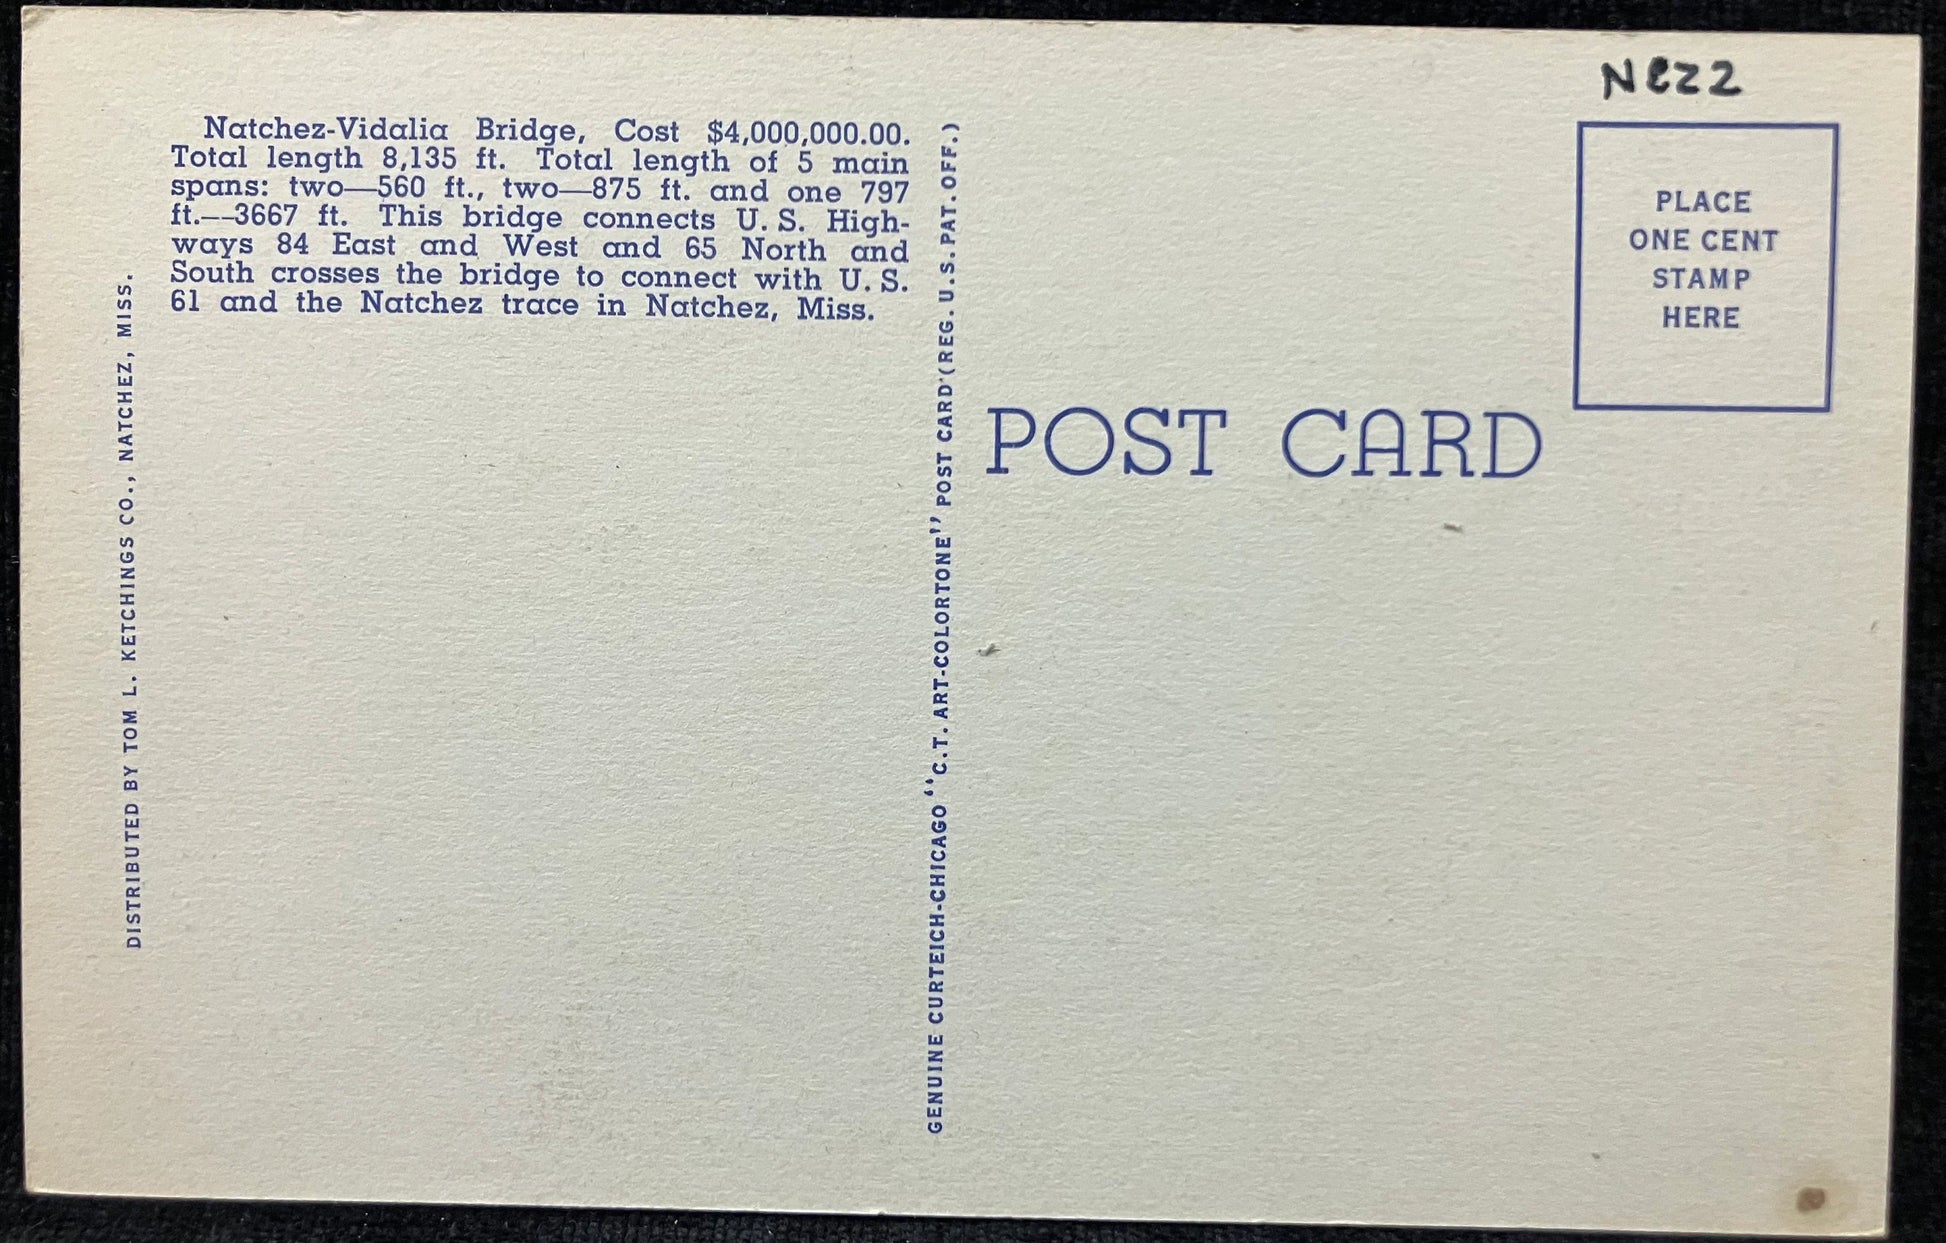 NEZ2
Natchez-Vidalia Bridge, Cost $4,000,000.00.
Total length 8,135 ft. Total length of 5 main
spans: two—560 ft., two—875 ft. and one 797
ft.—3667 ft. This bridge connects U. S. High-
ways 84 East and West and 65 North and
South crosses the bridge to connect with U. S.
61 and the Natchez trace in Natchez, Miss.
DISTRIBUTED BY TOM L. KETCHINGS CO., NATCHEZ, MISS.
GENUINE CURTEICH-CHICAGO "C.T. ART-COLORTONE" POST CARD (REG. U.S. PAT. OFF.)
PLACE
ONE CENT
STAMP
HERE
POST CARD